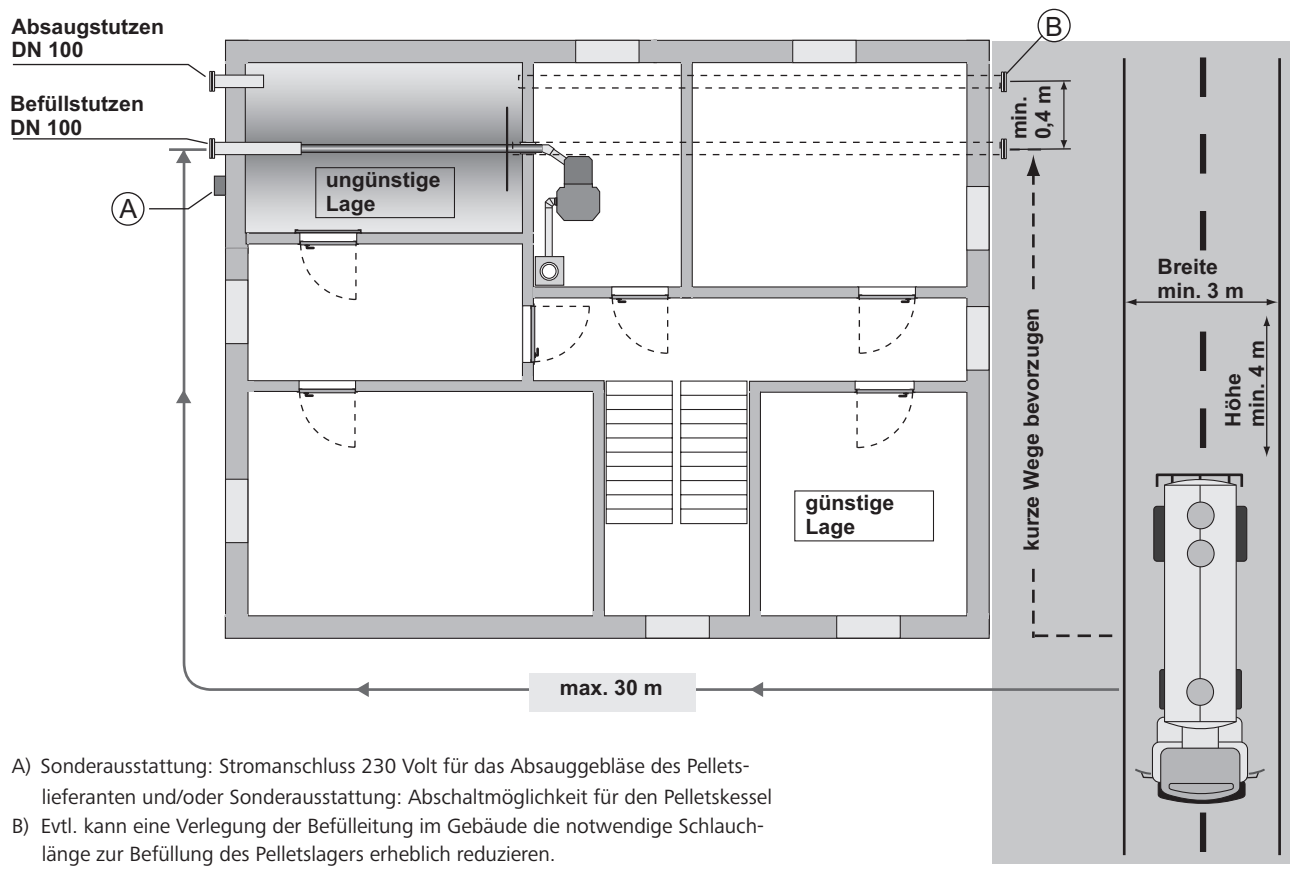 Absaugstutzen
DN 100
Befüllstutzen
DN 100
A
B
ungünstige
Lage
min.
0,4 m
Breite
min. 3 m
Höhe
min. 4 m
kurze Wege bevorzugen
günstige
Lage
max. 30 m
A) Sonderausstattung: Stromanschluss 230 Volt für das Absauggebläse des Pellets-
lieferanten und/oder Sonderausstattung: Abschaltmöglichkeit für den Pelletskessel
B) Evtl. kann eine Verlegung der Befülleitung im Gebäude die notwendige Schlauch-
länge zur Befüllung des Pelletslagers erheblich reduzieren.